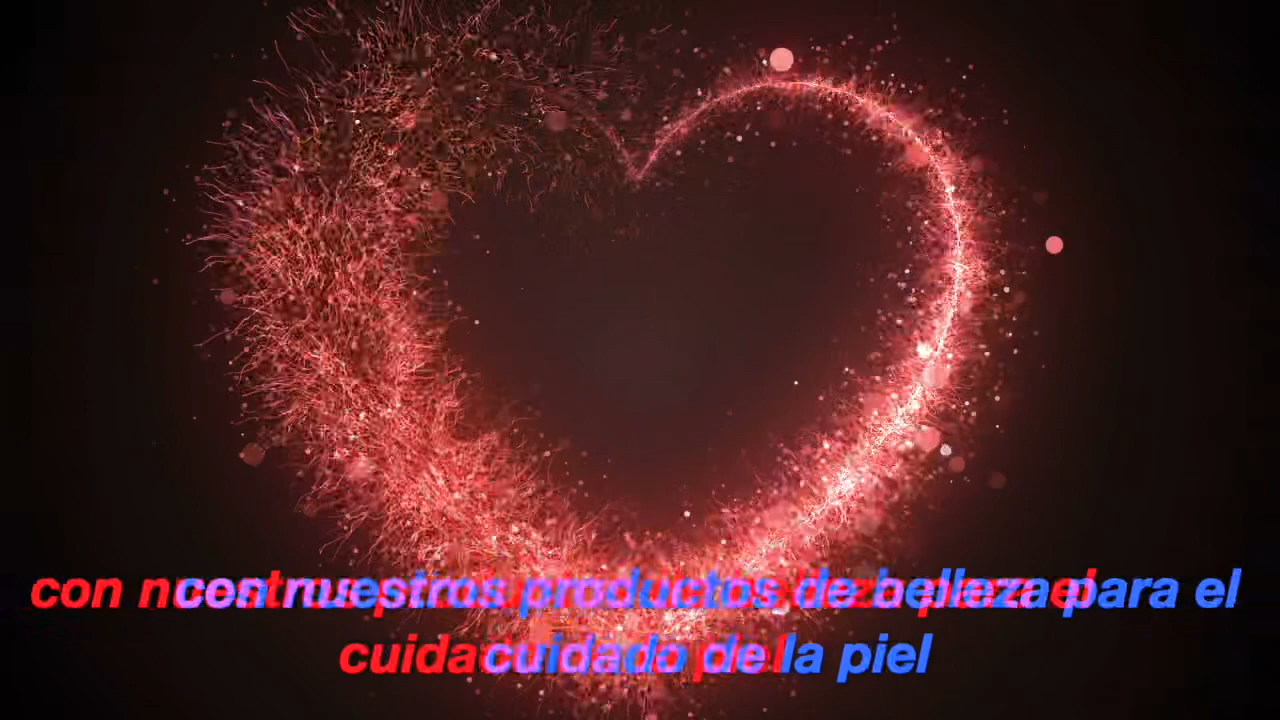 con nuestros productos de belleza para el
cuidado de la piel